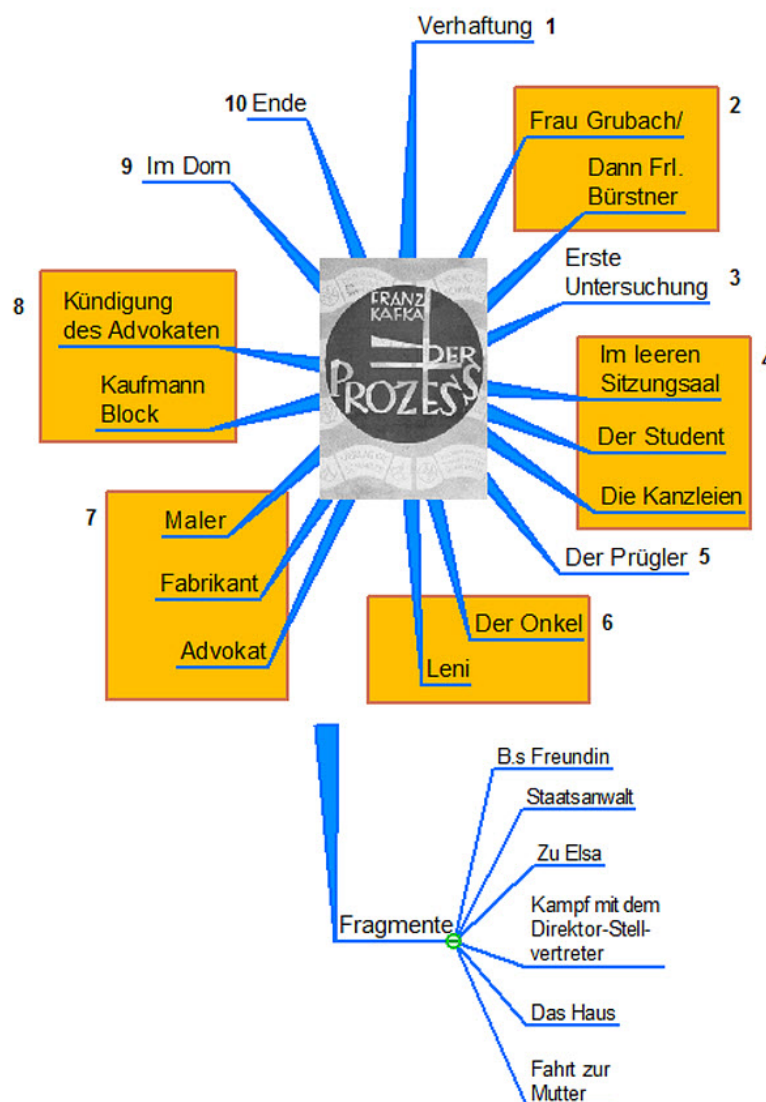 Verhaftung 1
2
Frau Grubach/
Dann Frl.
Bürstner
Erste
Untersuchung 3
4
Im leeren
Sitzungsaal
Der Student
Die Kanzleien
Der Prügler 5
Der Onkel 6
Leni
7
Maler
Fabrikant
Advokat
8
Kündigung
des Advokaten
Kaufmann
Block
9 Im Dom
10 Ende
FRANZ
KAFKA
DER
PROZESS
Fragmente
B.s Freundin
Staatsanwalt
Zu Elsa
Kampf mit dem
Direktor-Stell-
vertreter
Das Haus
Fahrt zur
Mutter